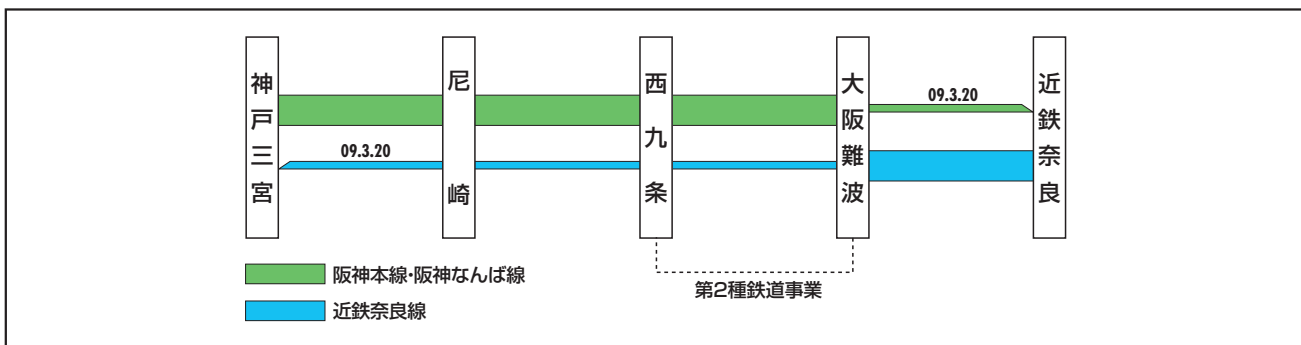 神戸三宮
尼崎
西九条
大阪難波
近鉄奈良
09.3.20
09.3.20
阪神本線・阪神なんば線
近鉄奈良線
第2種鉄道事業